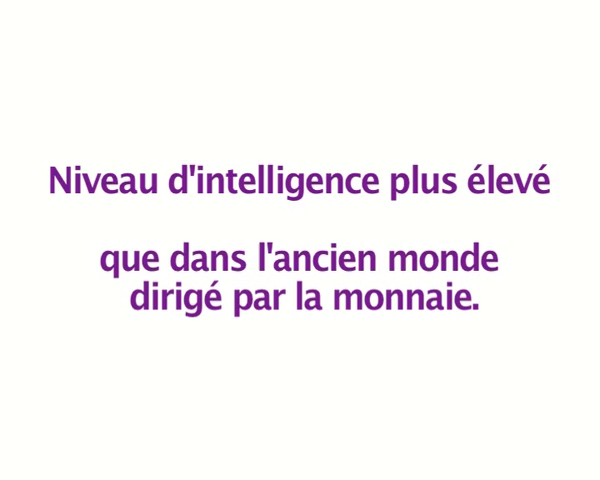 Niveau d'intelligence plus élevé
que dans l'ancien monde
dirigé par la monnaie.